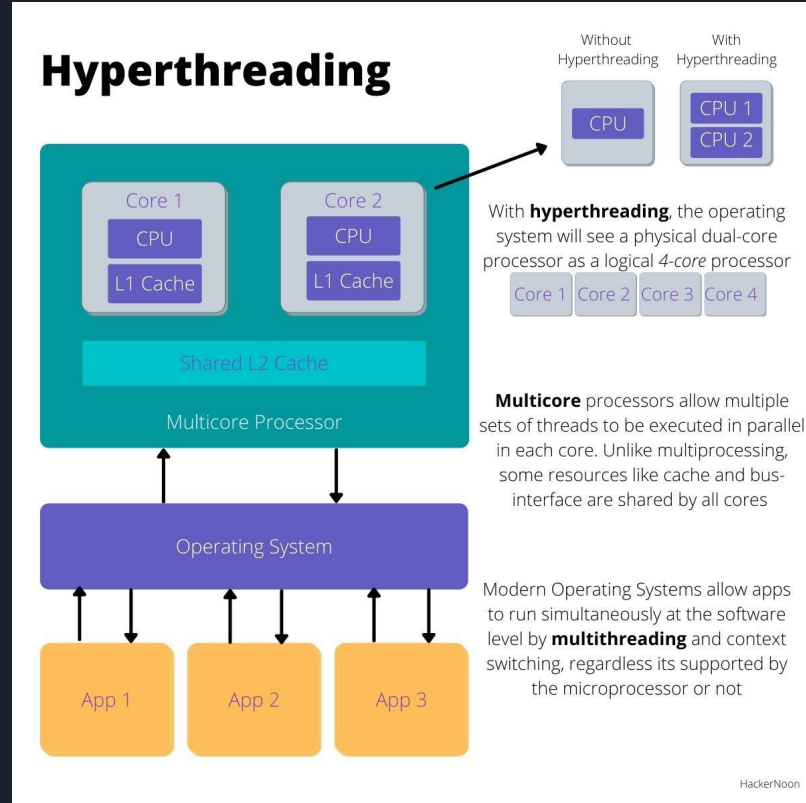 Hyperthreading
Without
Hyperthreading
With
Hyperthreading
CPU
CPU 1
CPU 2
Core 1
CPU
L1 Cache
Core 2
CPU
L1 Cache
Shared L2 Cache
Multicore Processor
With hyperthreading, the operating
system will see a physical dual-core
processor as a logical 4-core processor
Core 1
Core 2
Core 3
Core 4
Multicore processors allow multiple
sets of threads to be executed in parallel
in each core. Unlike multiprocessing,
some resources like cache and bus-
interface are shared by all cores
Operating System
Modern Operating Systems allow apps
to run simultaneously at the software
level by multithreading and context
switching, regardless its supported by
the microprocessor or not
App 1
App 2
App 3
HackerNoon